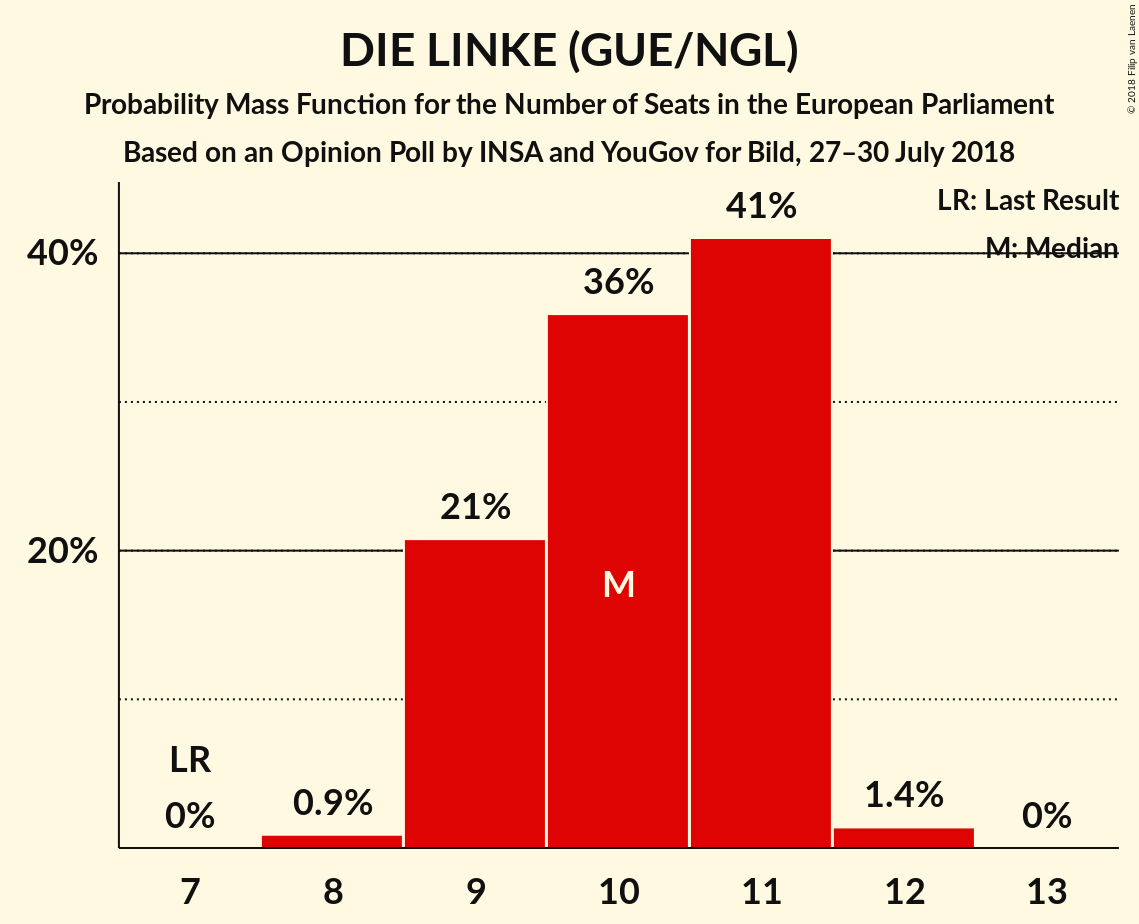 DIE LINKE (GUE/NGL)
Probability Mass Function for the Number of Seats in the European Parliament
Based on an Opinion Poll by INSA and YouGov for Bild, 27–30 July 2018
© 2018 Filip van Laenen
LR: Last Result
M: Median
40%
20%
LR
0%
0.9%
21%
36%
M
41%
1.4%
0%
7 8 9 10 11 12 13